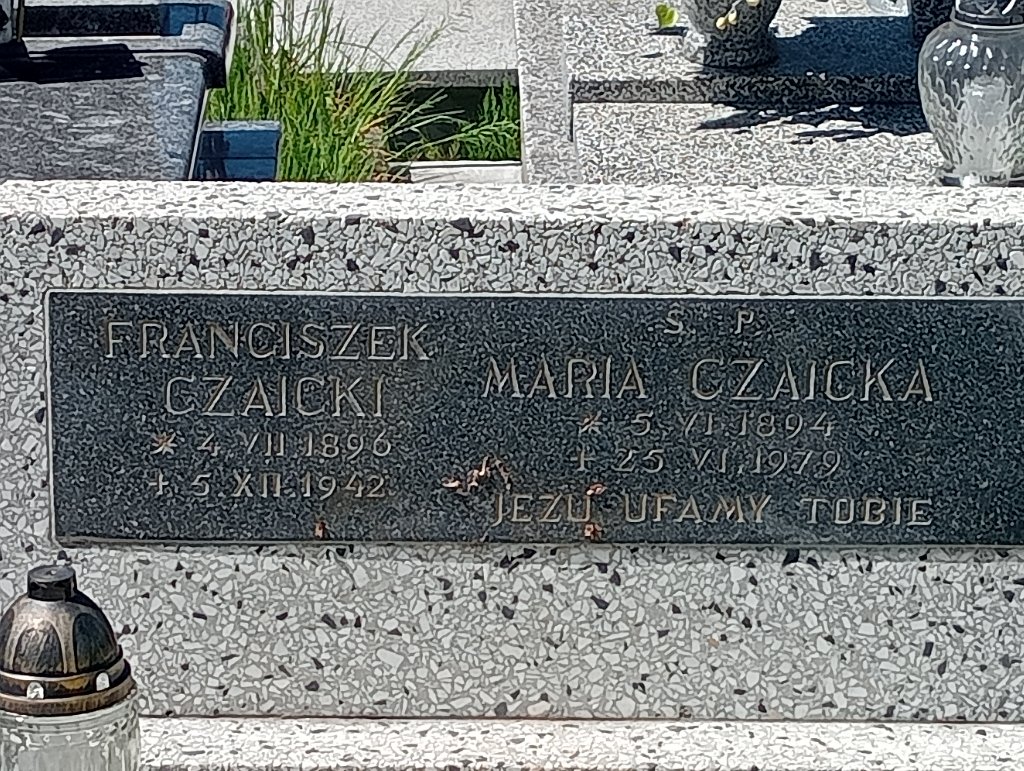 FRANCISZEK
CZAICKI
* 4. VII. 1896
+ 5. XII. 1942
Ś. P.
MARIA CZAICKA
* 5. VI. 1894
+ 25. VI. 1979
JEZU UFAMY TOBIE